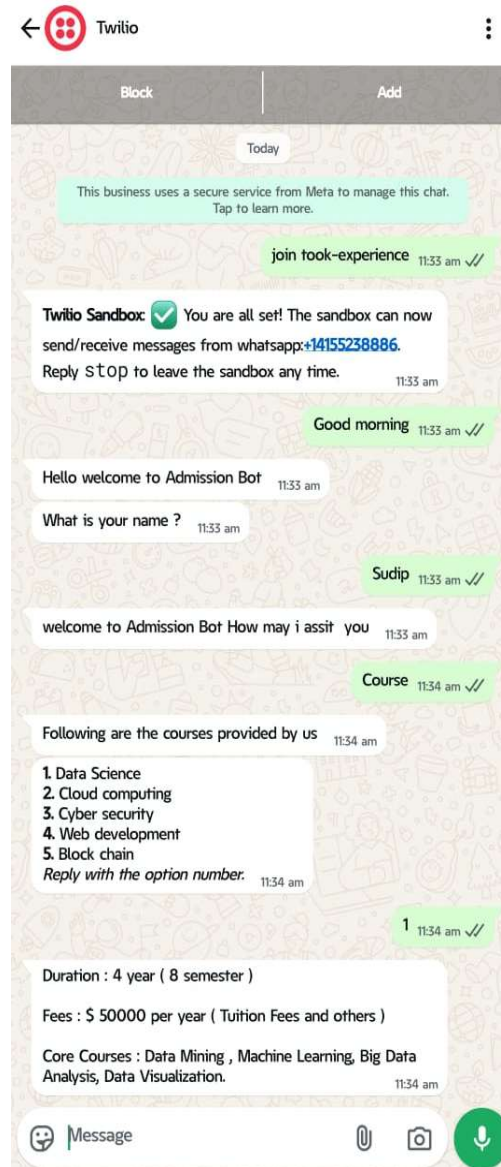 Twilio
Block
Add
Today
This business uses a secure service from Meta to manage this chat.
Tap to learn more.
join took-experience 11:33 am
Twilio Sandbox: ✅ You are all set! The sandbox can now
send/receive messages from whatsapp:+14155238886.
Reply stop to leave the sandbox any time.
11:33 am
Good morning 11:33 am
Hello welcome to Admission Bot 11:33 am
What is your name ? 11:33 am
Sudip 11:33 am
welcome to Admission Bot How may i assit you 11:33 am
Course 11:34 am
Following are the courses provided by us 11:34 am
1. Data Science
2. Cloud computing
3. Cyber security
4. Web development
5. Block chain
Reply with the option number. 11:34 am
1 11:34 am
Duration : 4 year ( 8 semester )
Fees : $ 50000 per year ( Tuition Fees and others )
Core Courses : Data Mining , Machine Learning, Big Data
Analysis, Data Visualization.
11:34 am
Message